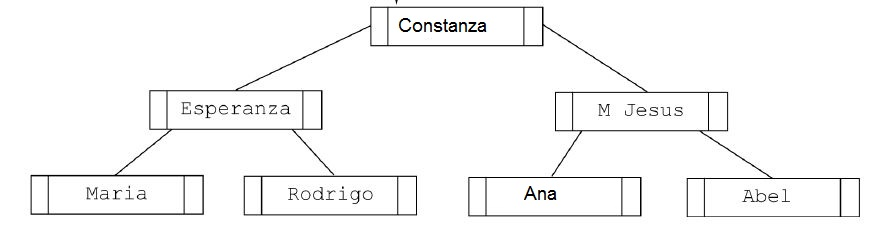 Constanza
Esperanza
M Jesus
Maria
Rodrigo
Ana
Abel